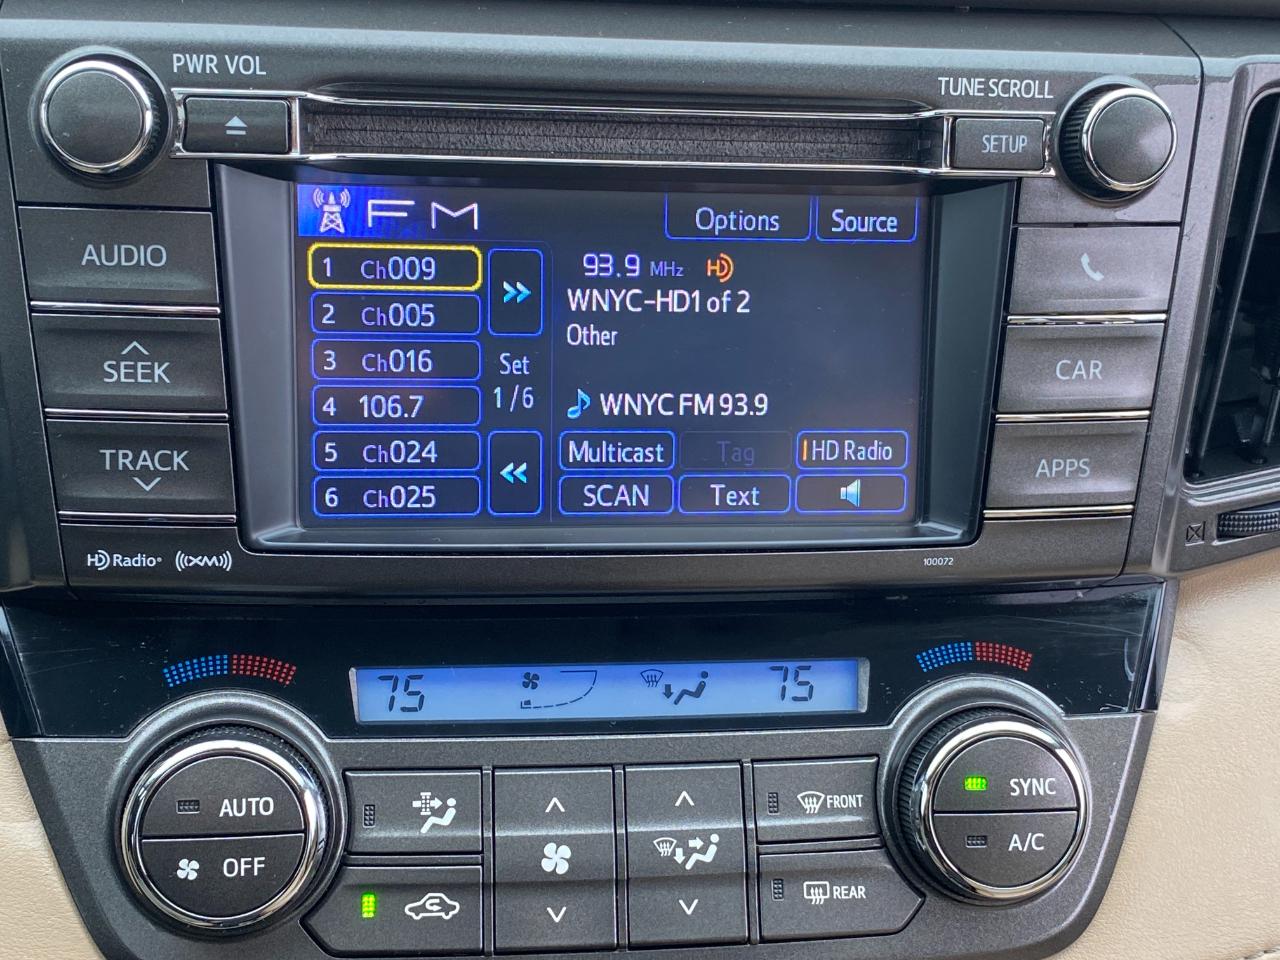 PWR VOL
TUNE SCROLL
SETUP
AUDIO
SEEK
TRACK
HD Radio®
((XM))
FM
Options
Source
1 Ch009
2 Ch005
3 Ch016
4 106.7
5 Ch024
6 Ch025
>>
Set
1/6
<<
93.9 MHz HD
WNYC-HD1 of 2
Other
WNYC FM 93.9
Multicast
Tag
HD Radio
SCAN
Text
CAR
APPS
100072
75
75
AUTO
OFF
FRONT
REAR
SYNC
A/C